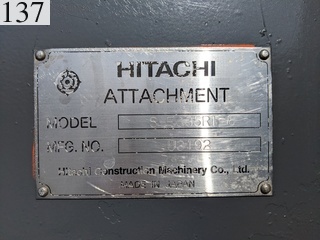 137
HITACHI
ATTACHMENT
MODEL
MFG. NO.
Hitachi Construction Machinery Co., Ltd.
MADE IN JAPAN